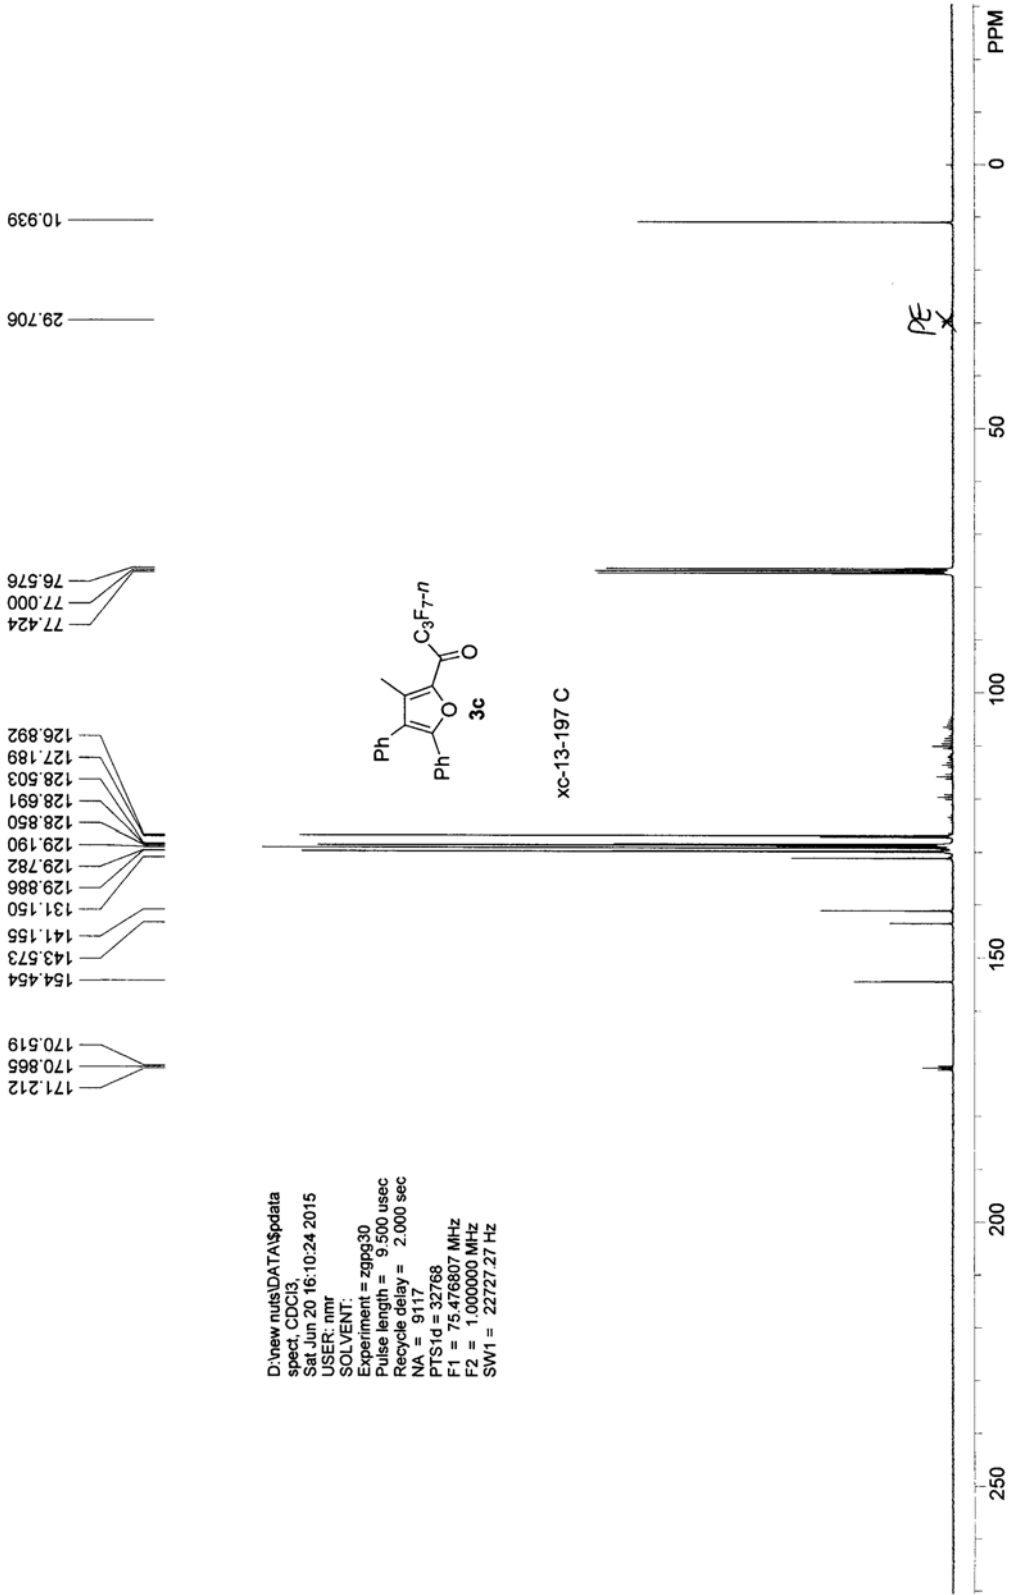 171.212
170.865
170.519
154.454
143.573
141.155
131.150
129.886
129.782
129.190
128.850
128.691
128.503
127.189
126.892
77.424
77.000
76.576
29.706
10.939
D:\new nuts\DATA\$pdata
spect, CDCl3,
Sat Jun 20 16:10:24 2015
USER: nmr
SOLVENT:
Experiment = zgpg30
Pulse length = 9.500 usec
Recycle delay = 2.000 sec
NA = 9117
PTS1d = 32768
F1 = 75.476807 MHz
F2 = 1.000000 MHz
SW1 = 22727.27 Hz
Ph
Ph
O
O
C3F7-n
3c
xc-13-197 C
PE
250
200
150
100
50
0
PPM